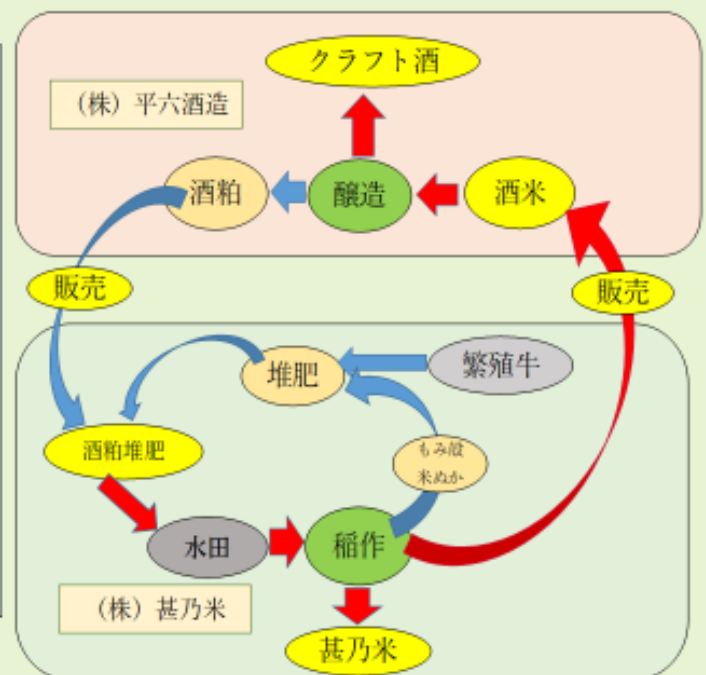 クラフト酒
（株）平六酒造
酒粕
醸造
酒米
販売
販売
堆肥
繁殖牛
酒粕堆肥
もみ殻
米ぬか
水田
稲作
（株）甚乃米
甚乃米